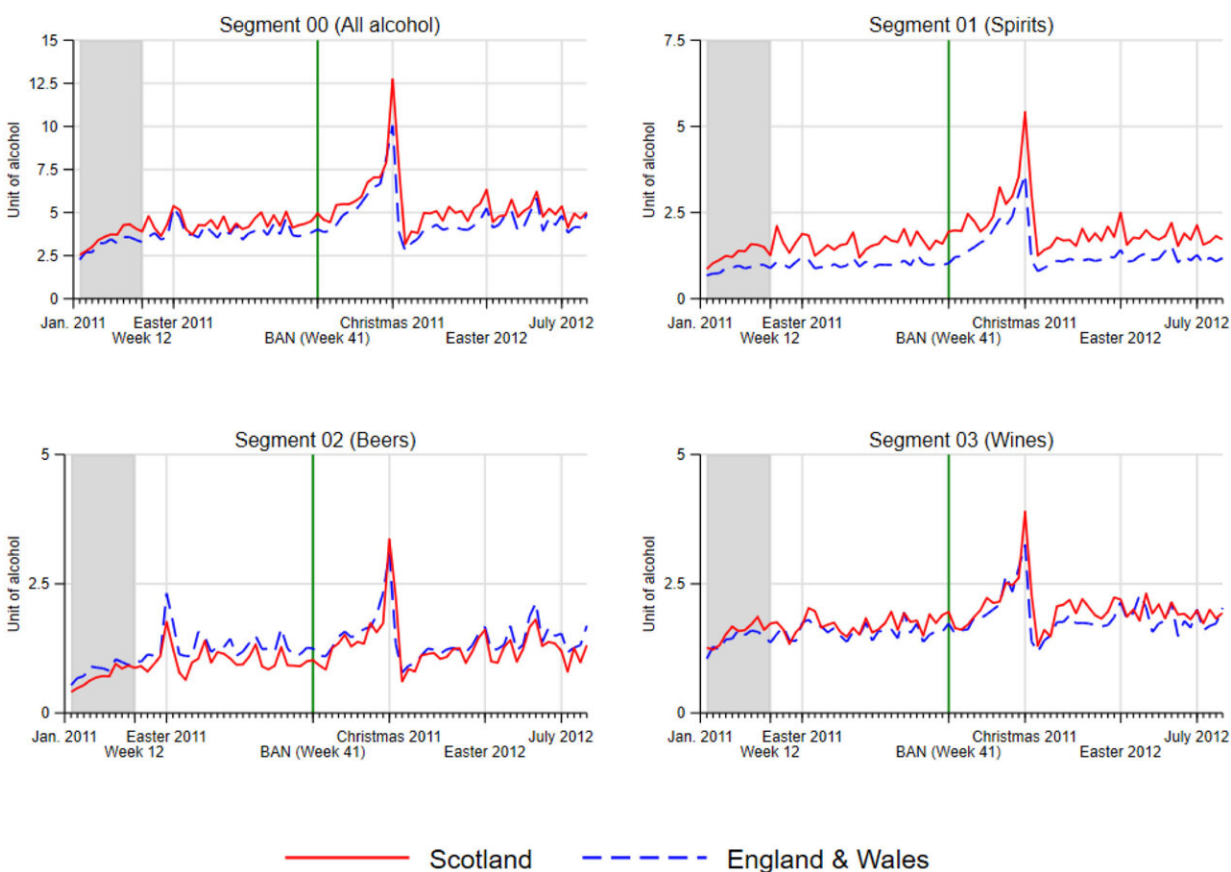 Segment 00 (All alcohol)
15
12.5
10
7.5
5
2.5
0
Unit of alcohol
Jan. 2011 Easter 2011 Christmas 2011 July 2012
Week 12 BAN (Week 41) Easter 2012
Segment 01 (Spirits)
7.5
5
2.5
0
Unit of alcohol
Jan. 2011 Easter 2011 Christmas 2011 July 2012
Week 12 BAN (Week 41) Easter 2012
Segment 02 (Beers)
5
2.5
0
Unit of alcohol
Jan. 2011 Easter 2011 Christmas 2011 July 2012
Week 12 BAN (Week 41) Easter 2012
Segment 03 (Wines)
5
2.5
0
Unit of alcohol
Jan. 2011 Easter 2011 Christmas 2011 July 2012
Week 12 BAN (Week 41) Easter 2012
Scotland England & Wales